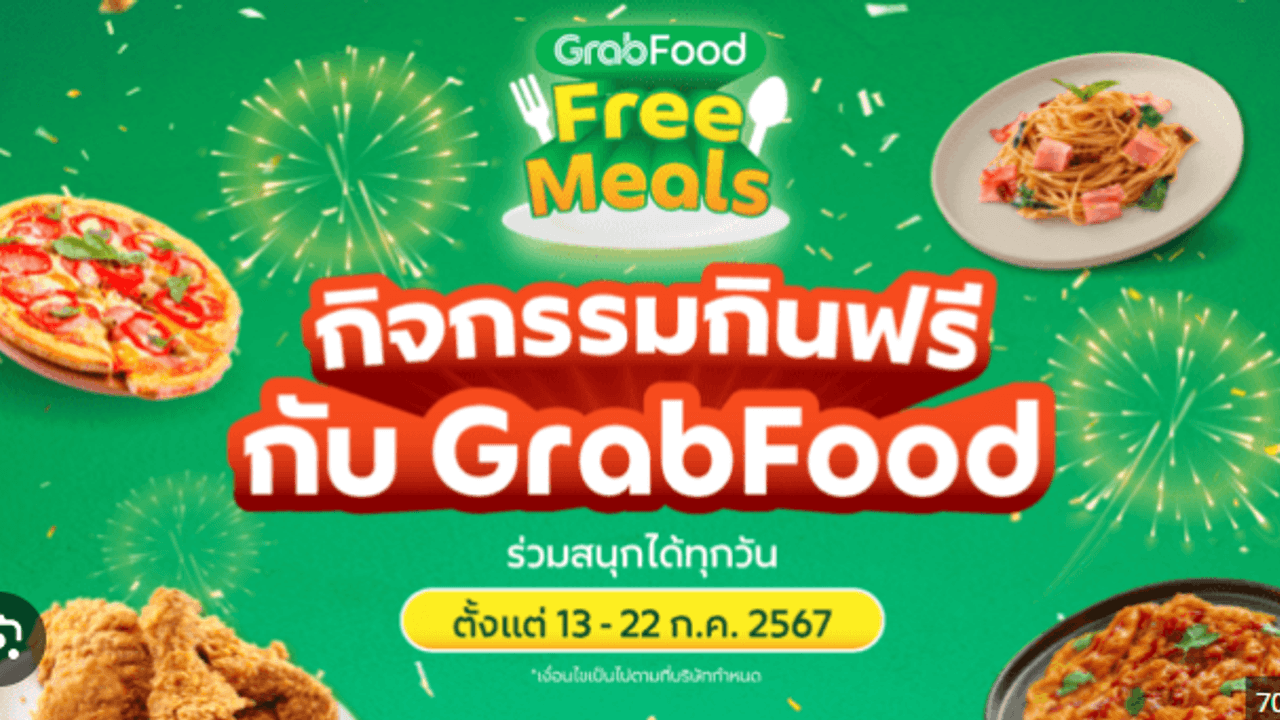 GrabFood
Free
Meals
กิจกรรมกินฟรี
กับ GrabFood
ร่วมสนุกได้ทุกวัน
ตั้งแต่ 13 - 22 ก.ค. 2567
*เงื่อนไขเป็นไปตามที่บริษัทกำหนด